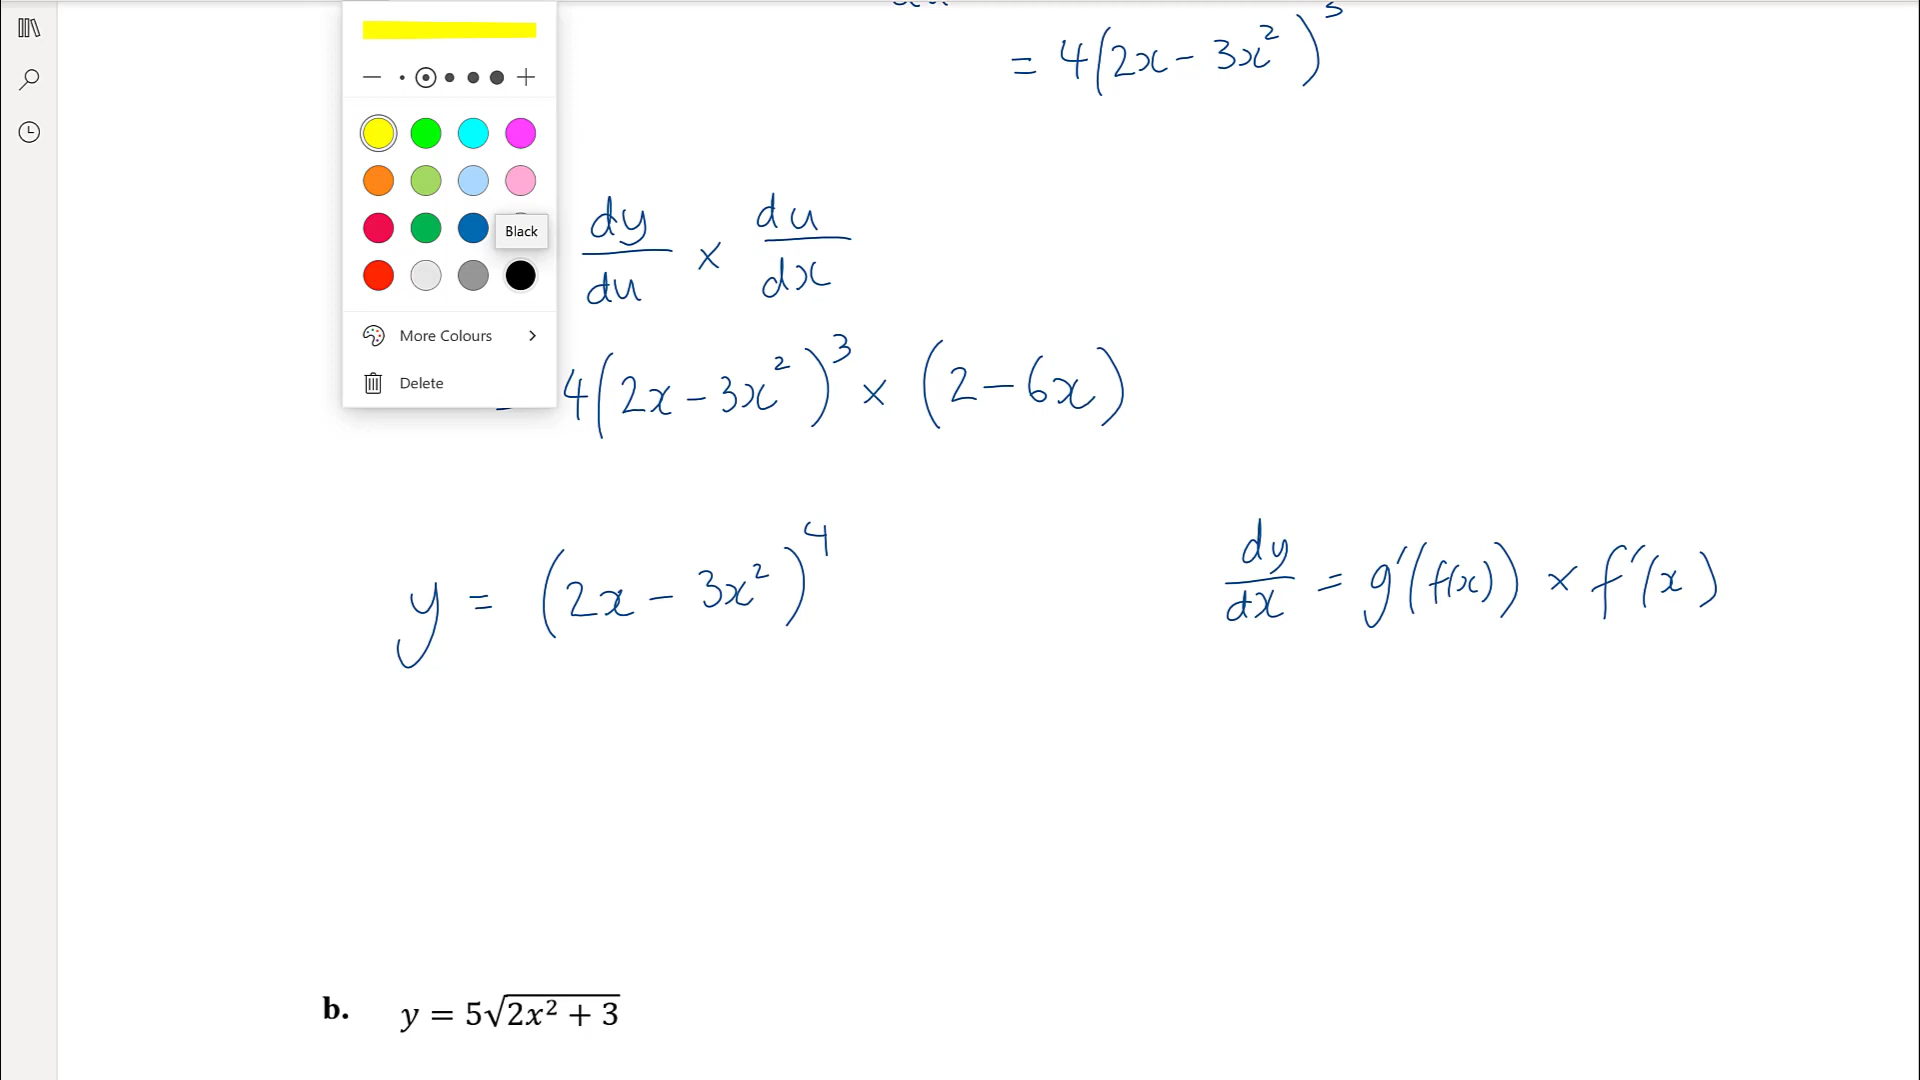 = 4(2x - 3x²)³
dy/du × du/dx
4(2x - 3x²)³ × (2 - 6x)
y = (2x - 3x²)⁴
dy/dx = g′(f(x)) × f′(x)
Black
More Colours
Delete
b. y = 5√(2x² + 3)